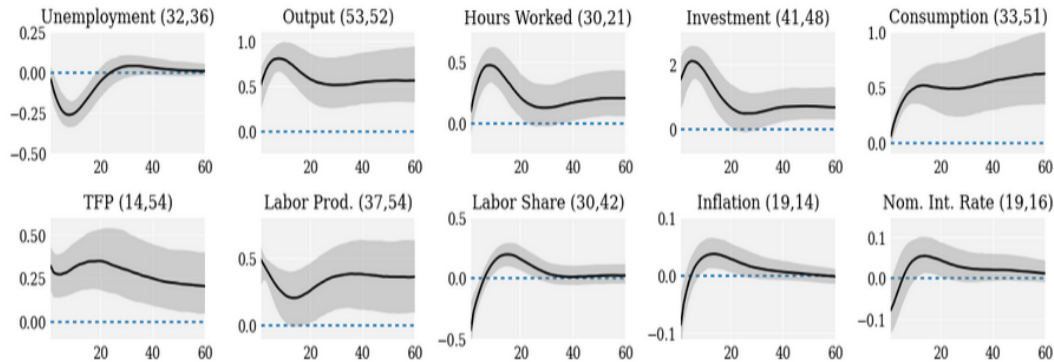 Unemployment (32,36)
0.25
0.00
−0.25
−0.50
20 40 60
Output (53,52)
1.0
0.5
0.0
20 40 60
Hours Worked (30,21)
0.5
0.0
20 40 60
Investment (41,48)
2
0
20 40 60
Consumption (33,51)
1.0
0.5
0.0
20 40 60
TFP (14,54)
0.50
0.25
0.00
20 40 60
Labor Prod. (37,54)
0.5
0.0
20 40 60
Labor Share (30,42)
0.5
0.0
−0.5
20 40 60
Inflation (19,14)
0.1
0.0
−0.1
20 40 60
Nom. Int. Rate (19,16)
0.1
0.0
−0.1
20 40 60